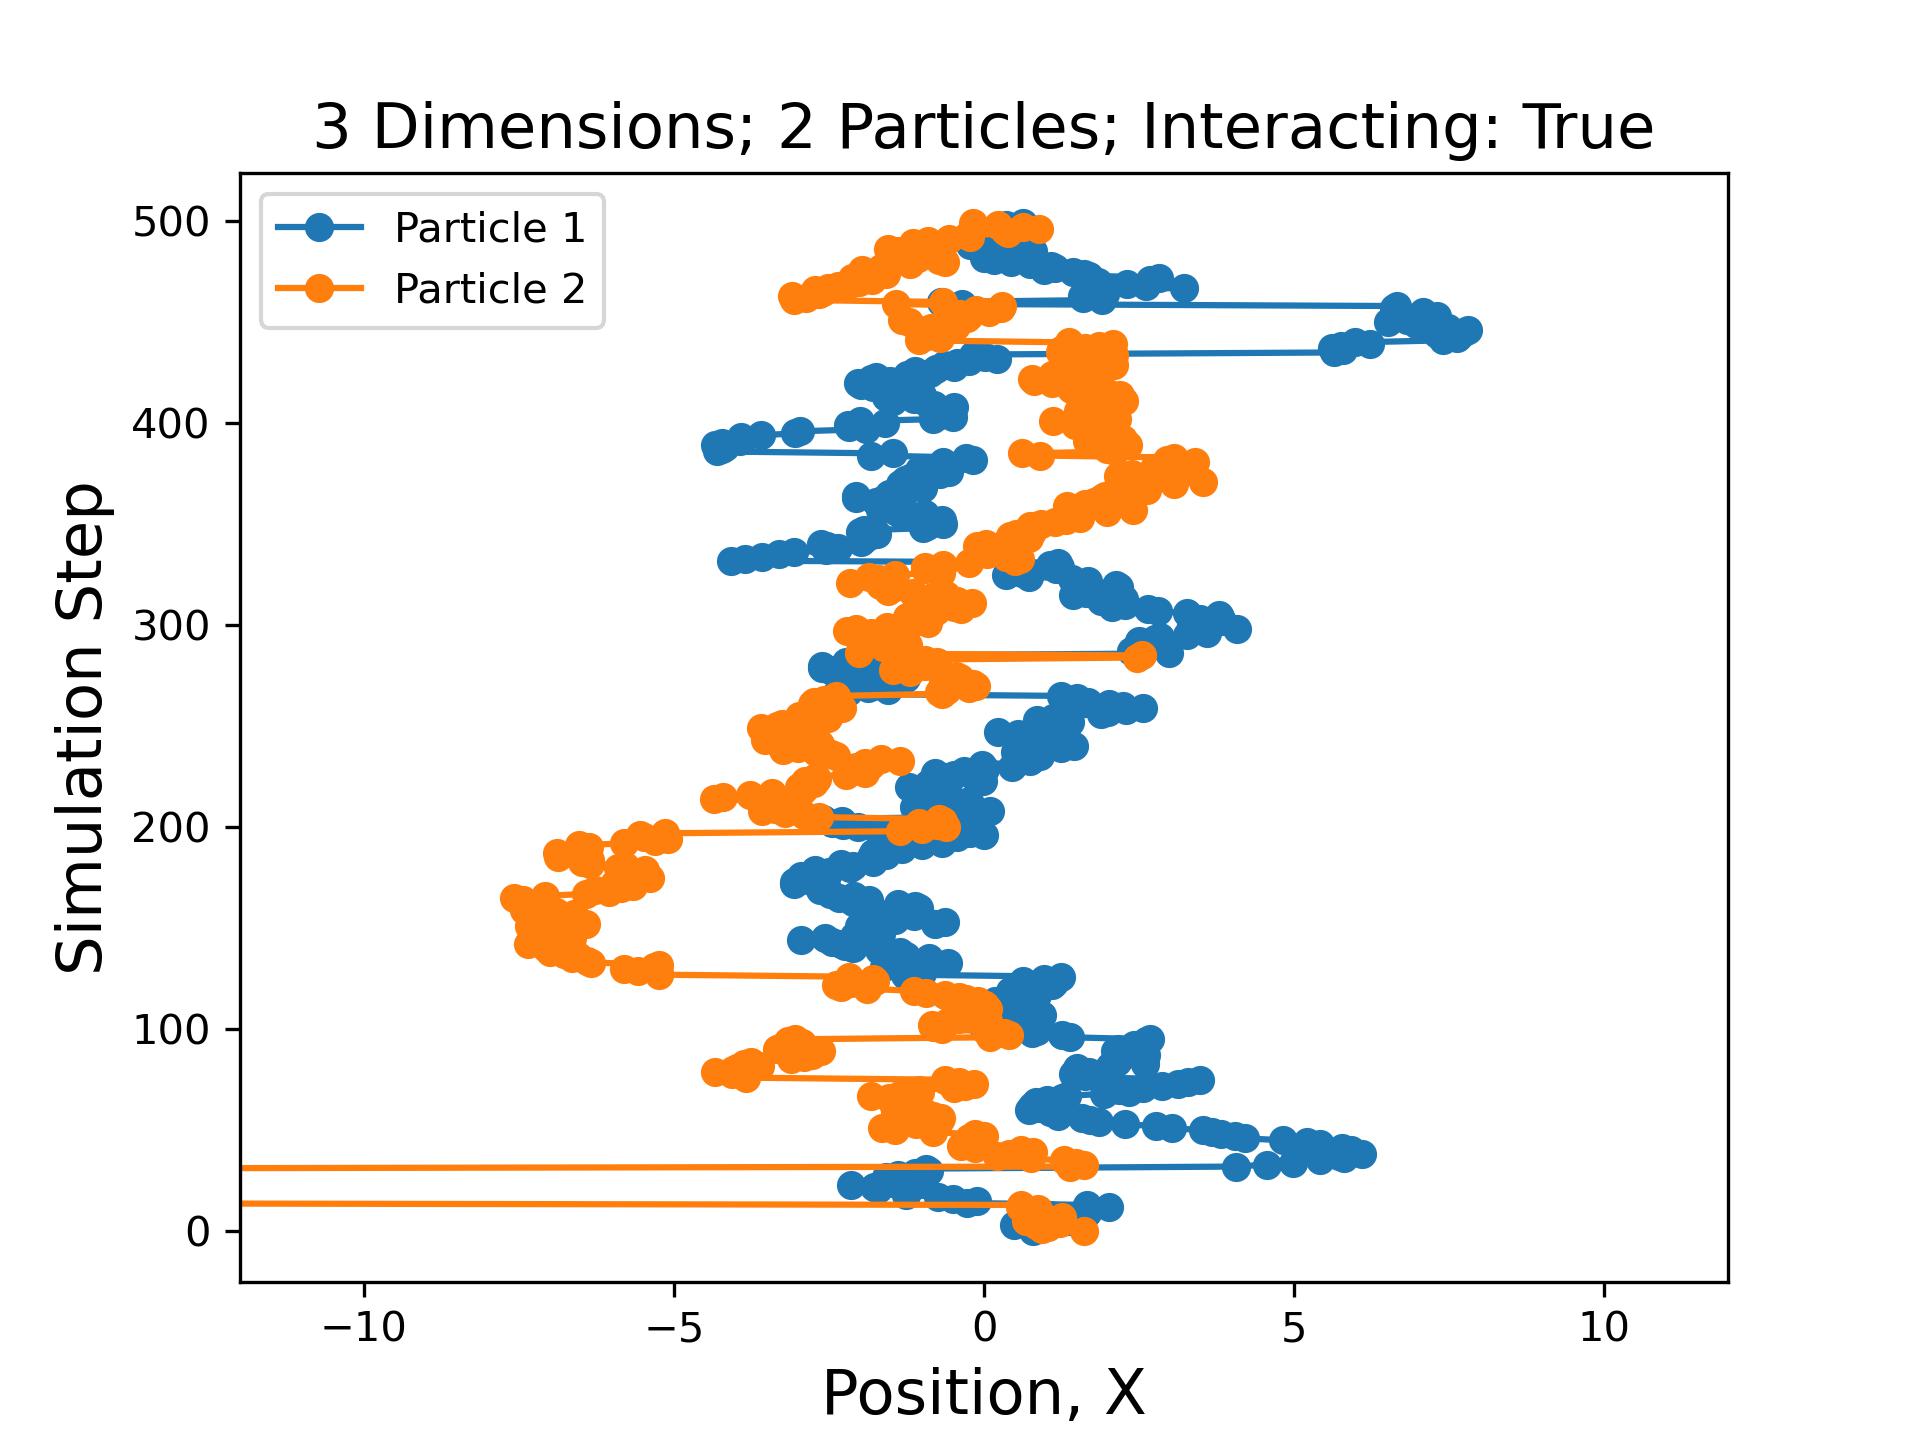 3 Dimensions; 2 Particles; Interacting: True
Particle 1
Particle 2
500
400
300
200
100
0
Simulation Step
−10
−5
0
5
10
Position, X